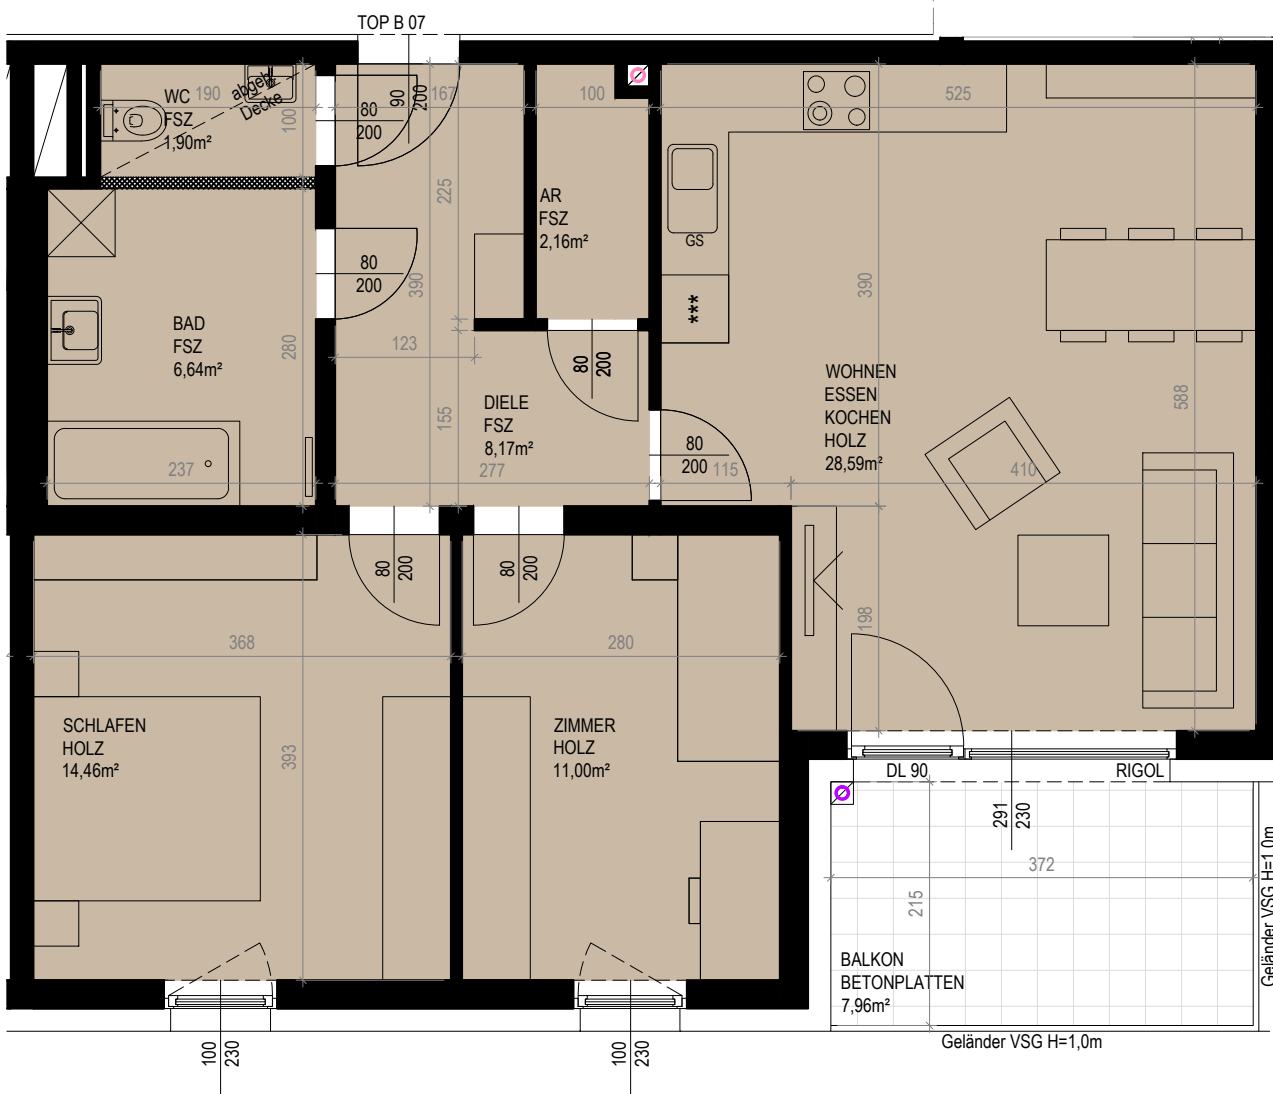 TOP B 07
WC
FSZ
1,90m²
abgeh.
Decke
190
100
80
200
90
200
167
100
525
225
390
AR
FSZ
2,16m²
GS
***
80
200
BAD
FSZ
6,64m²
280
237
123
155
80
200
DIELE
FSZ
8,17m²
277
80
200
115
390
WOHNEN
ESSEN
KOCHEN
HOLZ
28,59m²
410
588
198
80
200
80
200
368
280
SCHLAFEN
HOLZ
14,46m²
393
ZIMMER
HOLZ
11,00m²
DL 90
RIGOL
291
230
372
215
BALKON
BETONPLATTEN
7,96m²
Geländer VSG H=1,0m
Geländer VSG H=1,0m
100
230
100
230